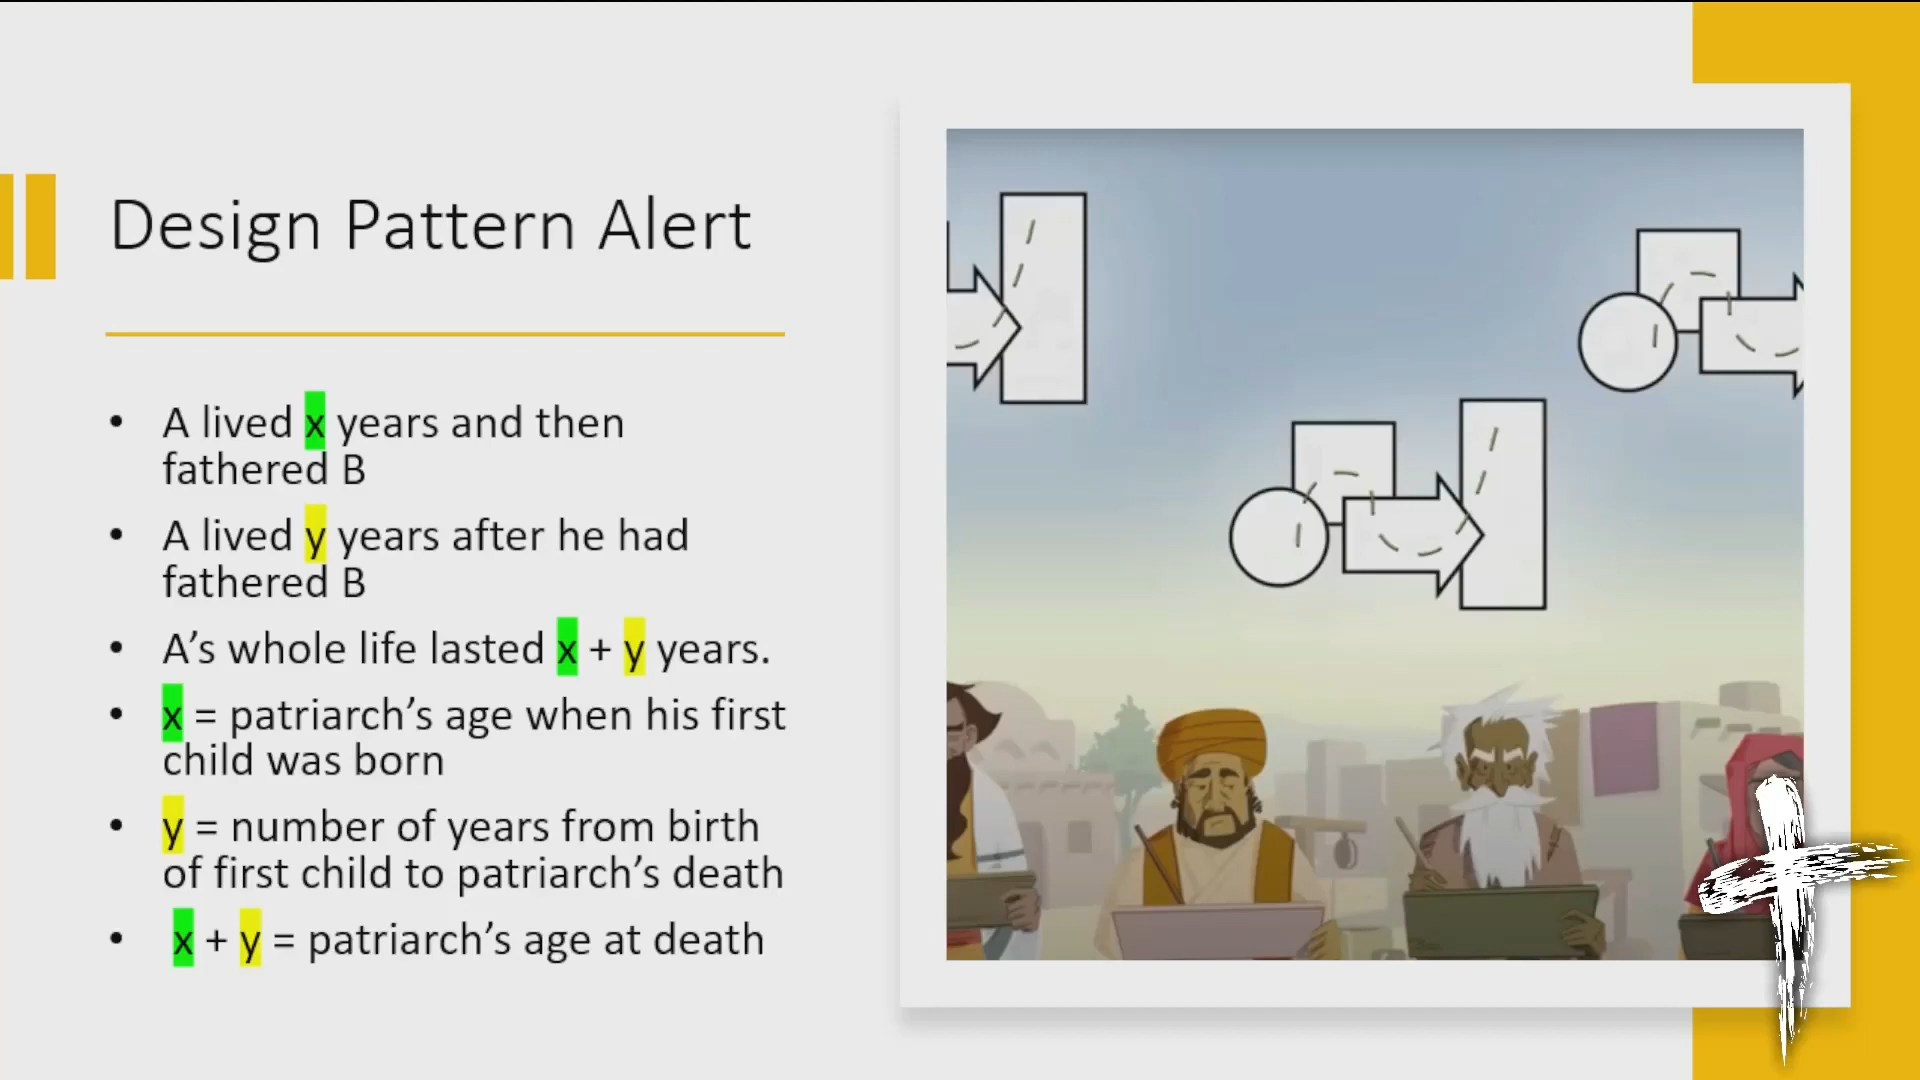 Design Pattern Alert
• A lived x years and then
fathered B
• A lived y years after he had
fathered B
• A’s whole life lasted x + y years.
• x = patriarch’s age when his first
child was born
• y = number of years from birth
of first child to patriarch’s death
• x + y = patriarch’s age at death